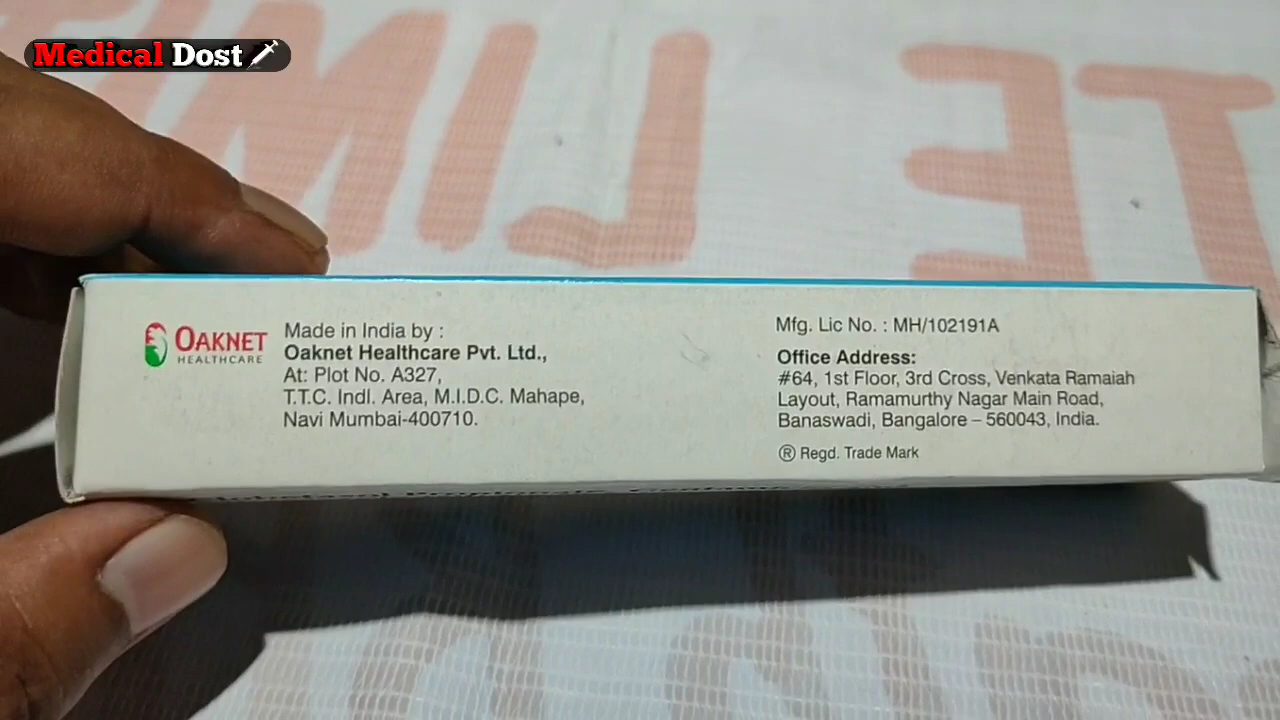 Medical Dost
OAKNET
HEALTHCARE
Made in India by :
Oaknet Healthcare Pvt. Ltd.,
At: Plot No. A327,
T.T.C. Indl. Area, M.I.D.C. Mahape,
Navi Mumbai-400710.
Mfg. Lic No. : MH/102191A
Office Address:
#64, 1st Floor, 3rd Cross, Venkata Ramaiah
Layout, Ramamurthy Nagar Main Road,
Banaswadi, Bangalore – 560043, India.
® Regd. Trade Mark